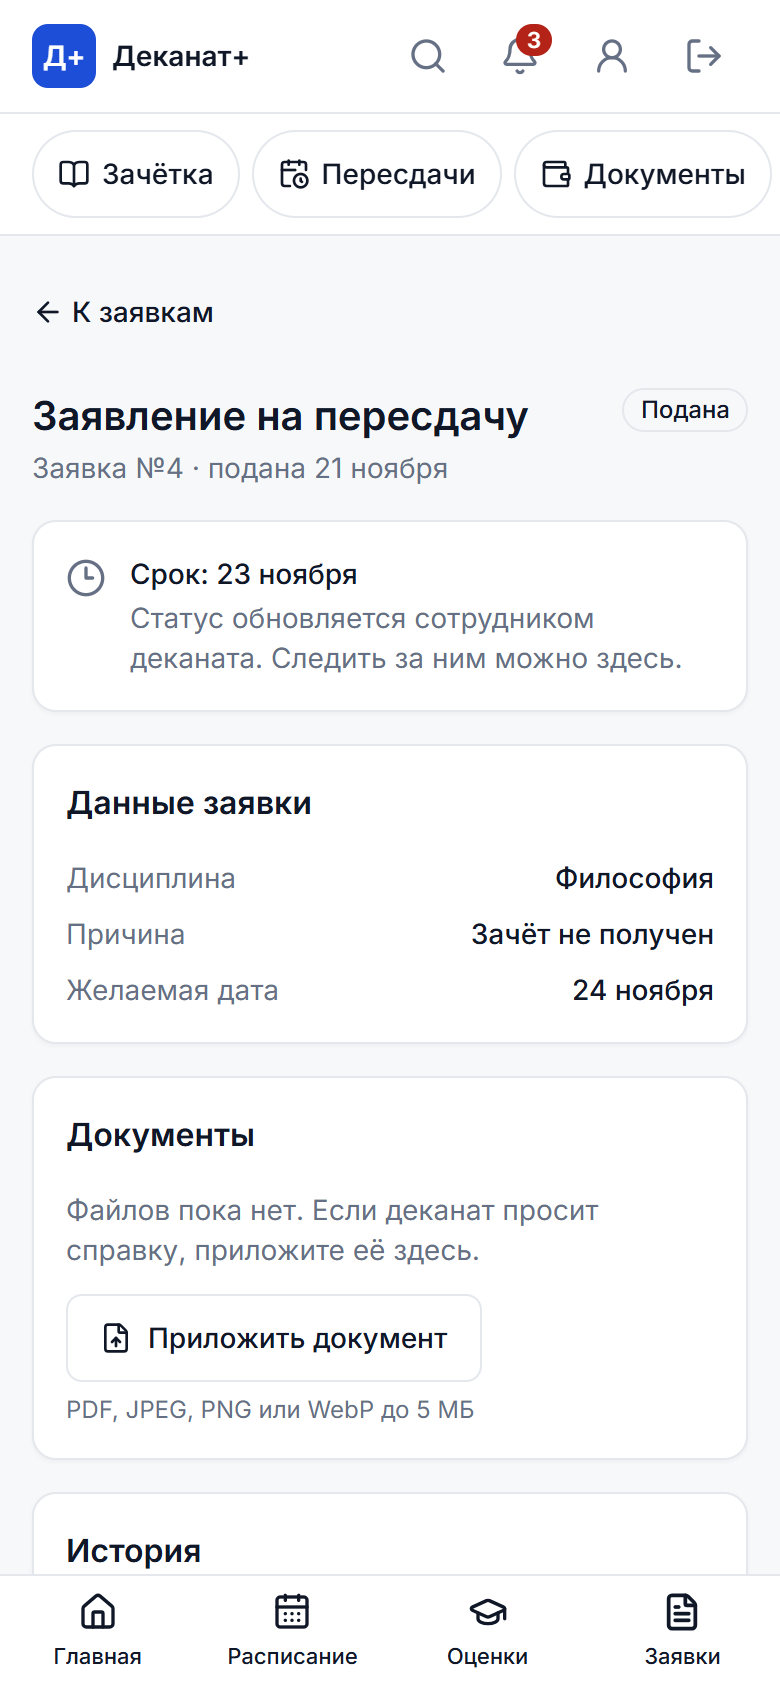 Д+ Деканат+ 3
Зачётка Пересдачи Документы
← К заявкам
Заявление на пересдачу Подана
Заявка №4 · подана 21 ноября
Срок: 23 ноября
Статус обновляется сотрудником
деканата. Следить за ним можно здесь.
Данные заявки
Дисциплина Философия
Причина Зачёт не получен
Желаемая дата 24 ноября
Документы
Файлов пока нет. Если деканат просит
справку, приложите её здесь.
Приложить документ
PDF, JPEG, PNG или WebP до 5 МБ
История
Главная Расписание Оценки Заявки